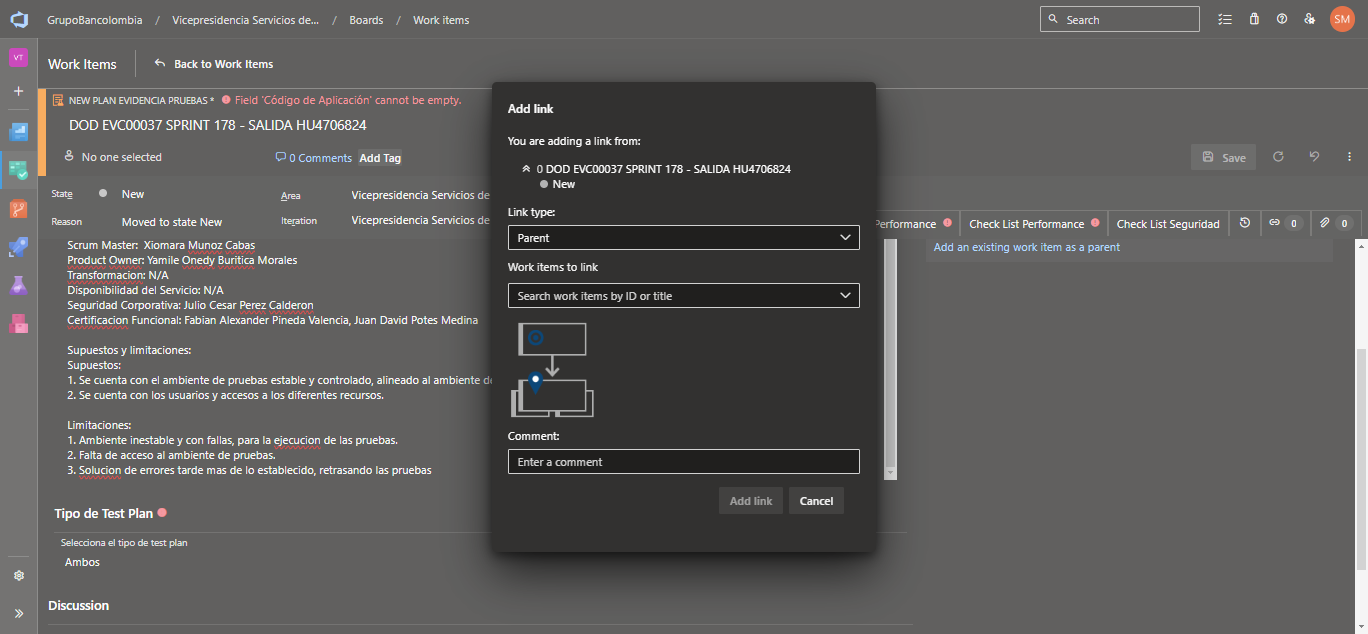 GrupoBancolombia / Vicepresidencia Servicios de... / Boards / Work items
Search
SM
VT
Work Items
Back to Work Items
NEW PLAN EVIDENCIA PRUEBAS * Field 'Código de Aplicación' cannot be empty.
DOD EVC00037 SPRINT 178 - SALIDA HU4706824
No one selected
0 Comments
Add Tag
Save
State
New
Area
Vicepresidencia Servicios de
Reason
Moved to state New
Iteration
Vicepresidencia Servicios de
Performance
Check List Performance
Check List Seguridad
0
0
Scrum Master: Xiomara Munoz Cabas
Product Owner: Yamile Onedy Buritica Morales
Transformacion: N/A
Disponibilidad del Servicio: N/A
Seguridad Corporativa: Julio Cesar Perez Calderon
Certificacion Funcional: Fabian Alexander Pineda Valencia, Juan David Potes Medina
Supuestos y limitaciones:
Supuestos:
1. Se cuenta con el ambiente de pruebas estable y controlado, alineado al ambiente de
2. Se cuenta con los usuarios y accesos a los diferentes recursos.
Limitaciones:
1. Ambiente inestable y con fallas, para la ejecucion de las pruebas.
2. Falta de acceso al ambiente de pruebas.
3. Solucion de errores tarde mas de lo establecido, retrasando las pruebas
Tipo de Test Plan
Selecciona el tipo de test plan
Ambos
Discussion
Add an existing work item as a parent
Add link
You are adding a link from:
0 DOD EVC00037 SPRINT 178 - SALIDA HU4706824
New
Link type:
Parent
Work items to link
Search work items by ID or title
Comment:
Enter a comment
Add link
Cancel